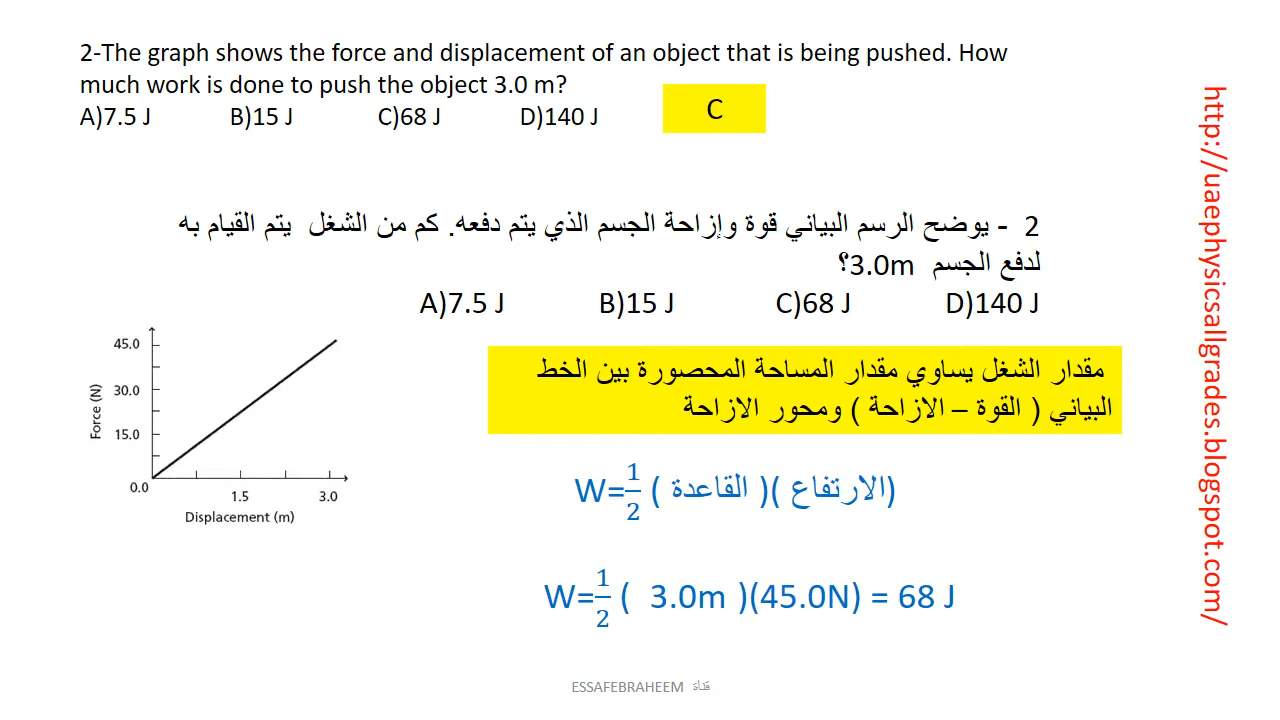 2-The graph shows the force and displacement of an object that is being pushed. How
much work is done to push the object 3.0 m?
A)7.5 J B)15 J C)68 J D)140 J
C
2 - يوضح الرسم البياني قوة وإزاحة الجسم الذي يتم دفعه. كم من الشغل يتم القيام به
لدفع الجسم 3.0m؟
A)7.5 J B)15 J C)68 J D)140 J
45.0
30.0
15.0
0.0
1.5 3.0
Force (N)
Displacement (m)
مقدار الشغل يساوي مقدار المساحة المحصورة بين الخط
البياني ( القوة – الازاحة ) ومحور الازاحة
W=1/2 ( القاعدة )( الارتفاع)
W=1/2 ( 3.0m )(45.0N) = 68 J
ESSAFEBRAHEEM قناة
http://uaephysicsallgrades.blogspot.com/